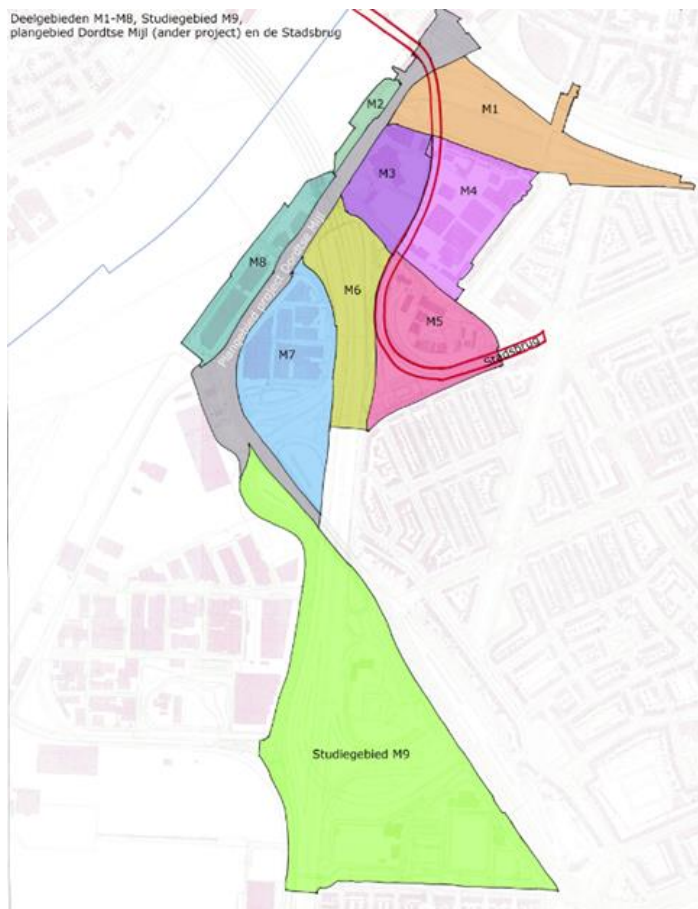 Deelgebieden M1-M8, Studiegebied M9,
plangebied Dordtse Mijl (ander project) en de Stadsbrug
M2
M1
M3
M4
M8
Plangebied project Dordtse Mijl
M6
M5
M7
Stadsbrug
Studiegebied M9